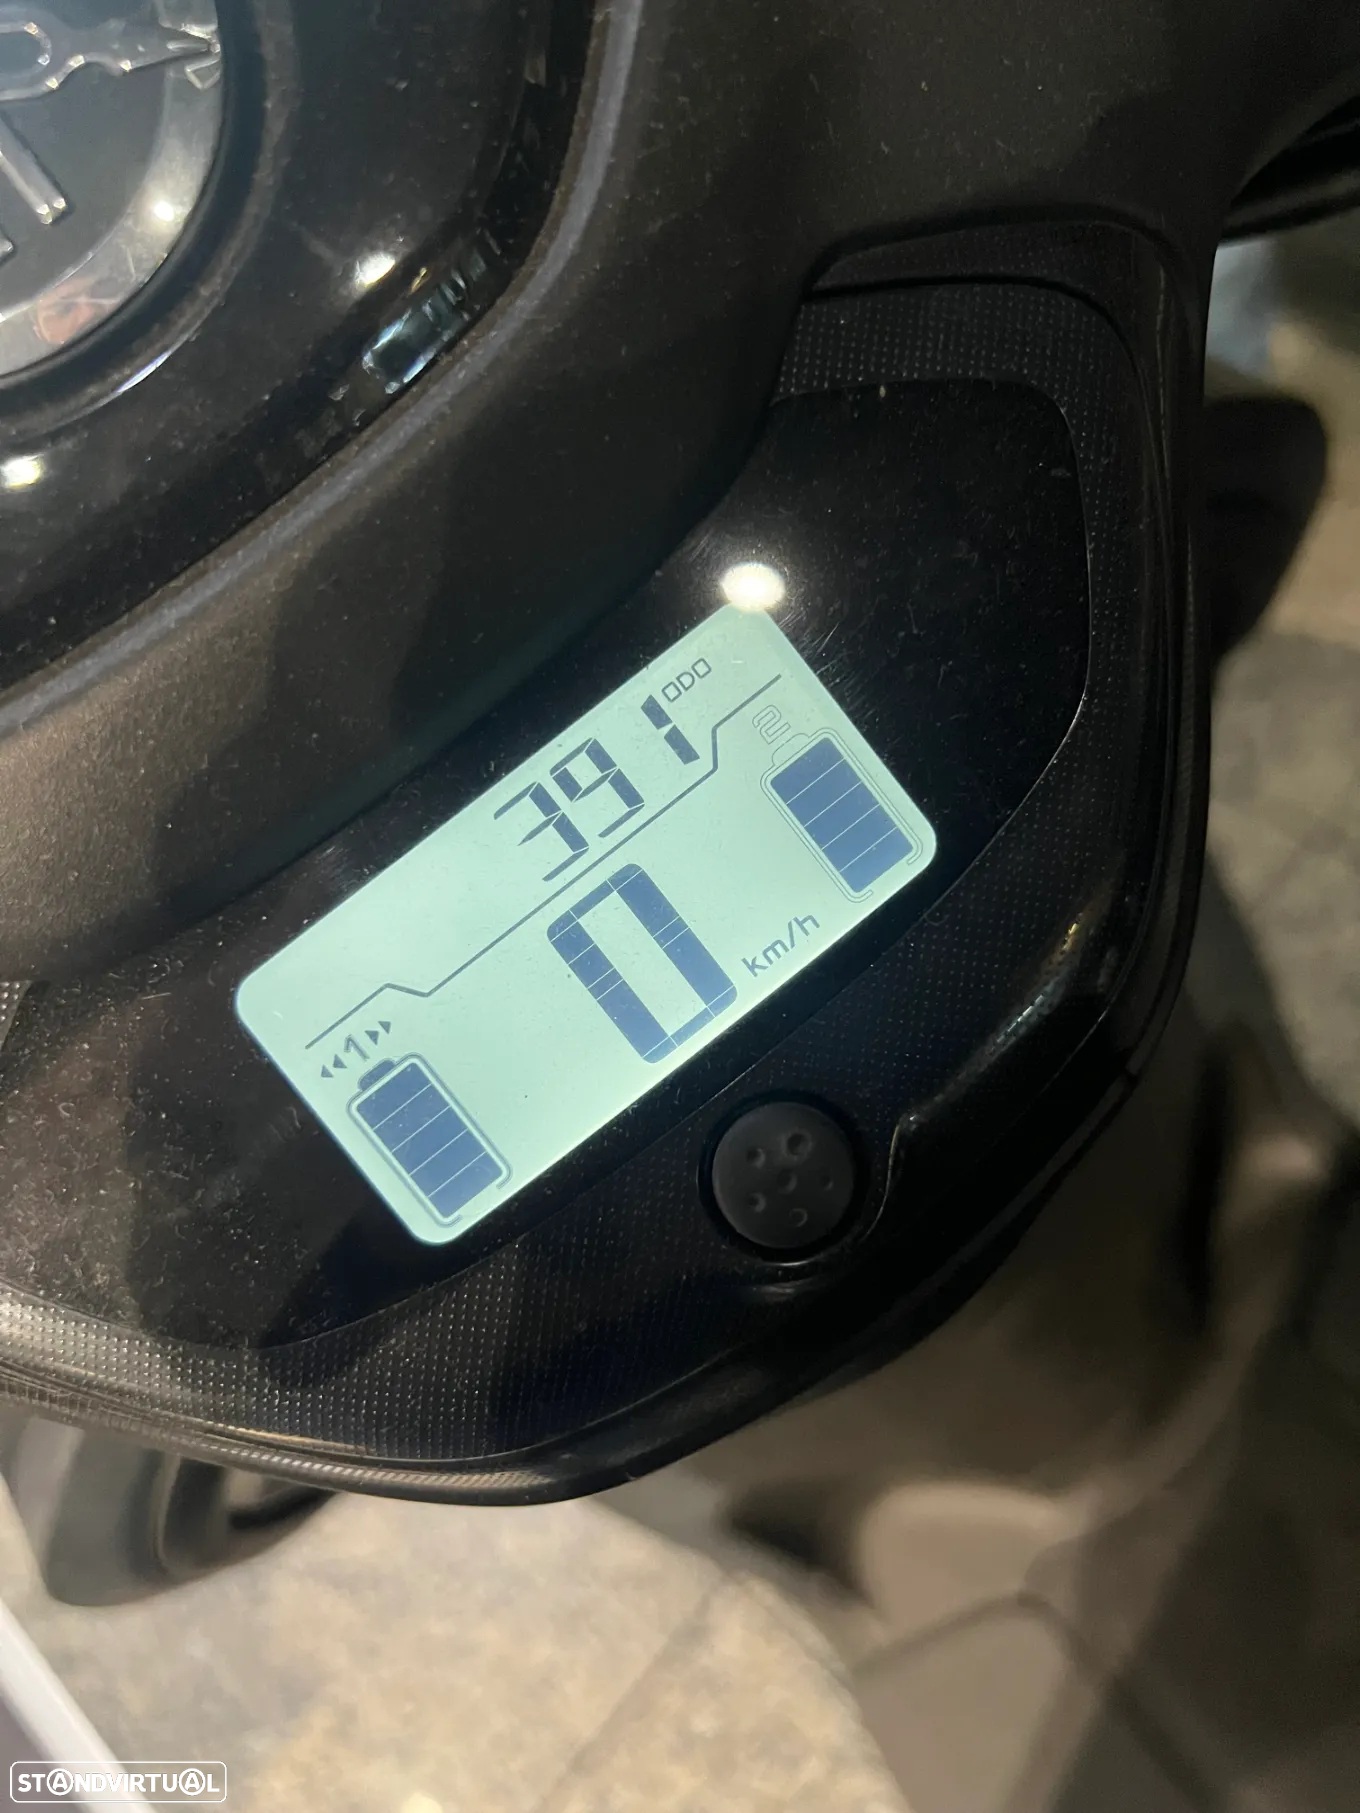 391 ODO
2
0 km/h
1
STANDVIRTUAL